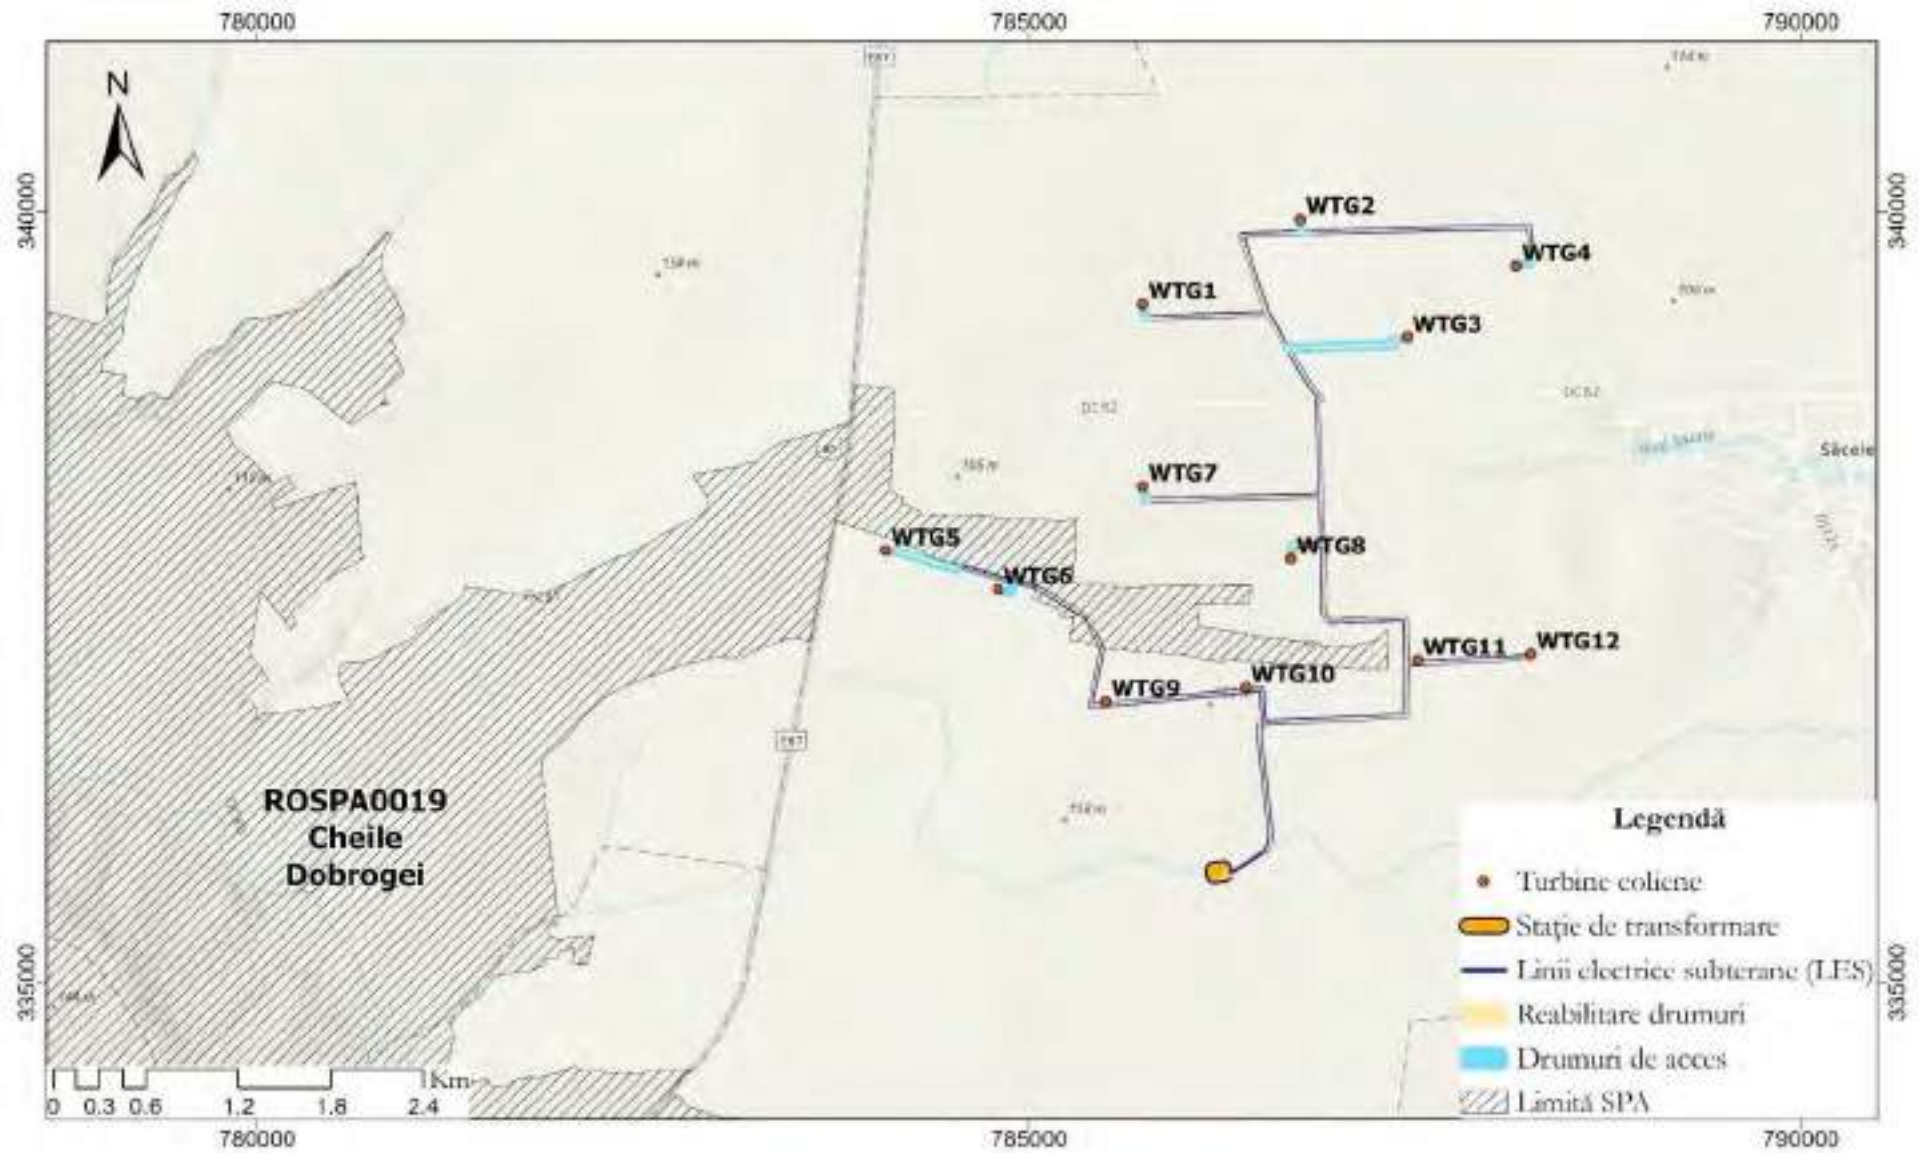 780000
785000
790000
N
340000
340000
WTG2
WTG4
WTG1
WTG3
DC82
Săcele
WTG7
WTG5
WTG8
WTG6
WTG11
WTG12
WTG9
WTG10
E87
ROSPA0019
Cheile
Dobrogei
335000
335000
Legendă
Turbine eoliene
Stație de transformare
Linii electrice subterane (LES)
Reabilitare drumuri
Drumuri de acces
Limită SPA
Km
0 0.3 0.6 1.2 1.8 2.4
780000
785000
790000